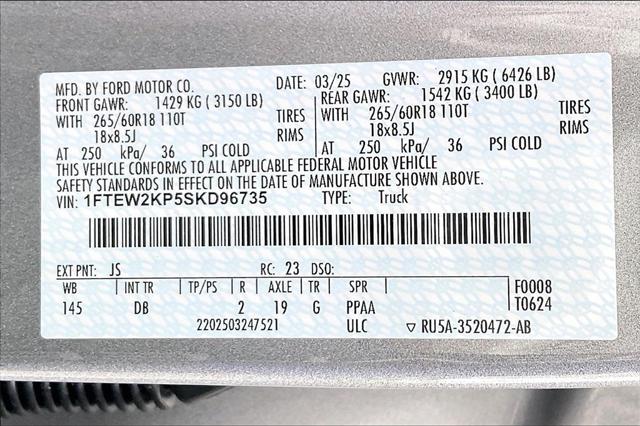 MFD. BY FORD MOTOR CO. DATE: 03/25 GVWR: 2915 KG ( 6426 LB)
FRONT GAWR: 1429 KG ( 3150 LB) REAR GAWR: 1542 KG ( 3400 LB)
WITH 265/60R18 110T TIRES WITH 265/60R18 110T TIRES
18x8.5J RIMS 18x8.5J RIMS
AT 250 kPa/ 36 PSI COLD AT 250 kPa/ 36 PSI COLD
THIS VEHICLE CONFORMS TO ALL APPLICABLE FEDERAL MOTOR VEHICLE
SAFETY STANDARDS IN EFFECT ON THE DATE OF MANUFACTURE SHOWN ABOVE.
VIN: 1FTEW2KP5SKD96735 TYPE: Truck
EXT PNT: JS RC: 23 DSO:
WB INT TR TP/PS R AXLE TR SPR F0008
145 DB 2 19 G PPAA T0624
2202503247521 ULC ▽ RU5A-3520472-AB